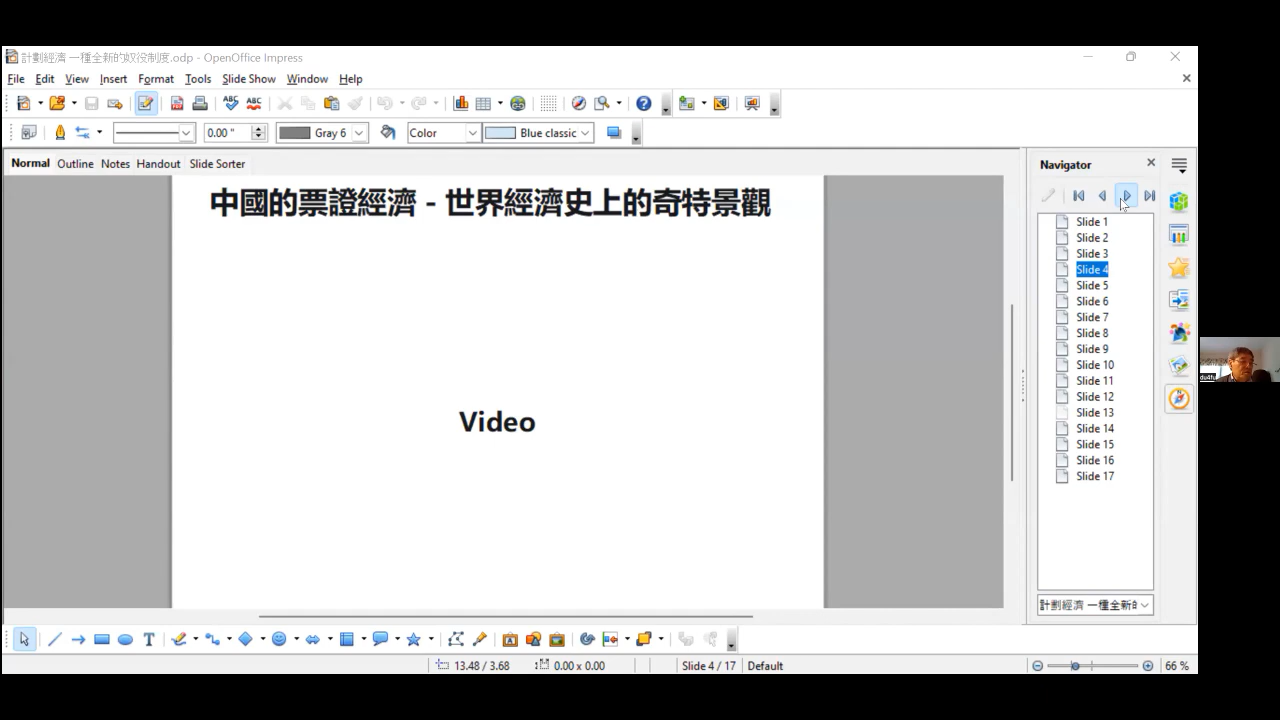 計劃經濟 一種全新的奴役制度.odp - OpenOffice Impress
File Edit View Insert Format Tools Slide Show Window Help
0.00 " Gray 6 Color Blue classic
Normal Outline Notes Handout Slide Sorter
中國的票證經濟 - 世界經濟史上的奇特景觀
Video
Navigator
Slide 1
Slide 2
Slide 3
Slide 4
Slide 5
Slide 6
Slide 7
Slide 8
Slide 9
Slide 10
Slide 11
Slide 12
Slide 13
Slide 14
Slide 15
Slide 16
Slide 17
計劃經濟 一種全新的
13.48 / 3.68 0.00 x 0.00 Slide 4 / 17 Default 66 %